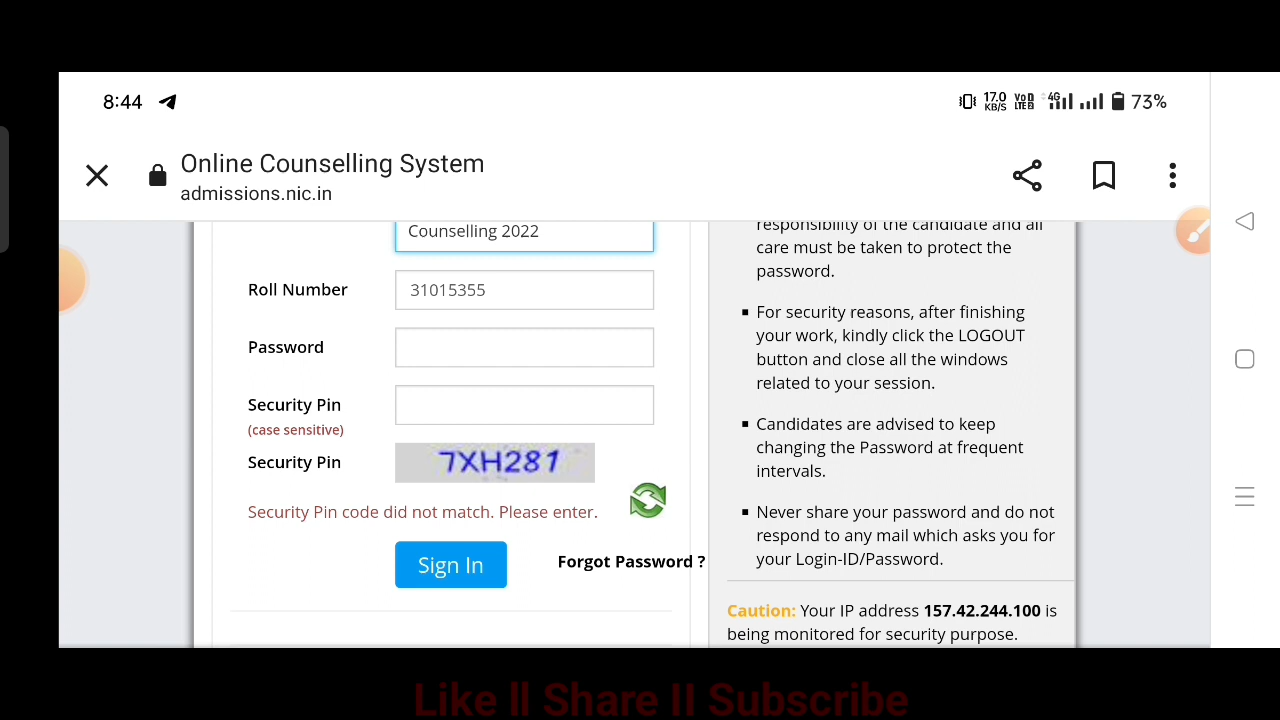 8:44 17.0 KB/S VoD LTE2 4G 73%
Online Counselling System
admissions.nic.in
Counselling 2022
Roll Number 31015355
Password
Security Pin
(case sensitive)
Security Pin 7XH281
Security Pin code did not match. Please enter.
Sign In Forgot Password ?
responsibility of the candidate and all
care must be taken to protect the
password.
▪ For security reasons, after finishing
your work, kindly click the LOGOUT
button and close all the windows
related to your session.
▪ Candidates are advised to keep
changing the Password at frequent
intervals.
▪ Never share your password and do not
respond to any mail which asks you for
your Login-ID/Password.
Caution: Your IP address 157.42.244.100 is
being monitored for security purpose.
Like ll Share II Subscribe